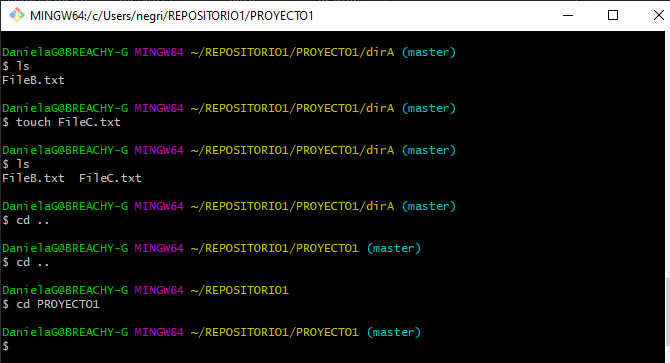 MINGW64:/c/Users/negri/REPOSITORIO1/PROYECTO1
DanielaG@BREACHY-G MINGW64 ~/REPOSITORIO1/PROYECTO1/dirA (master)
$ ls
FileB.txt
DanielaG@BREACHY-G MINGW64 ~/REPOSITORIO1/PROYECTO1/dirA (master)
$ touch FileC.txt
DanielaG@BREACHY-G MINGW64 ~/REPOSITORIO1/PROYECTO1/dirA (master)
$ ls
FileB.txt  FileC.txt
DanielaG@BREACHY-G MINGW64 ~/REPOSITORIO1/PROYECTO1/dirA (master)
$ cd ..
DanielaG@BREACHY-G MINGW64 ~/REPOSITORIO1/PROYECTO1 (master)
$ cd ..
DanielaG@BREACHY-G MINGW64 ~/REPOSITORIO1
$ cd PROYECTO1
DanielaG@BREACHY-G MINGW64 ~/REPOSITORIO1/PROYECTO1 (master)
$